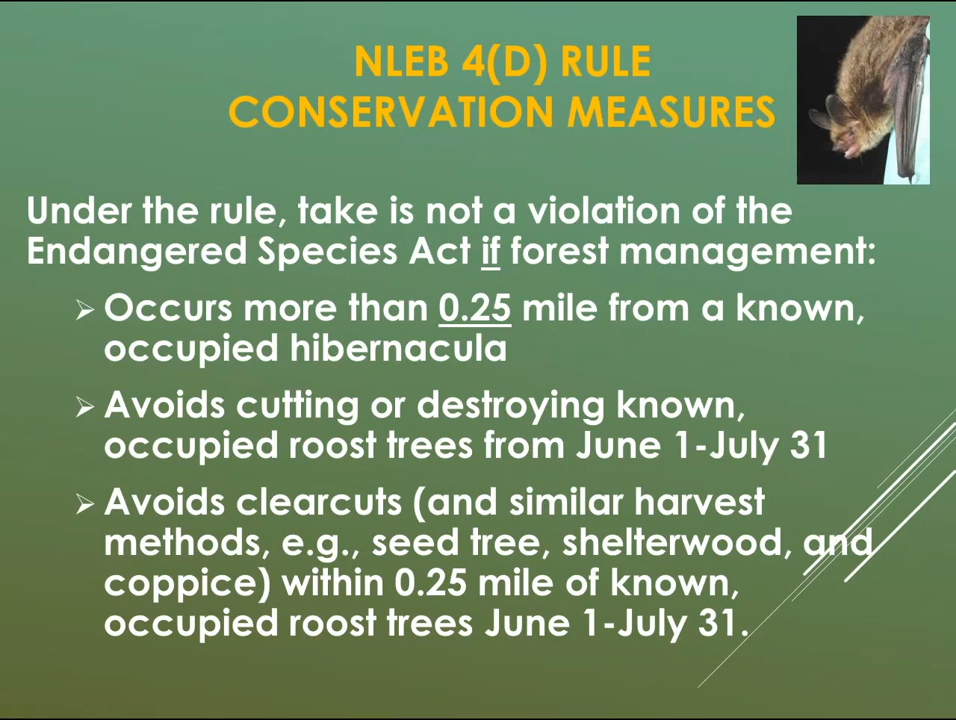 NLEB 4(D) RULE
CONSERVATION MEASURES
Under the rule, take is not a violation of the
Endangered Species Act if forest management:
Occurs more than 0.25 mile from a known,
occupied hibernacula
Avoids cutting or destroying known,
occupied roost trees from June 1-July 31
Avoids clearcuts (and similar harvest
methods, e.g., seed tree, shelterwood, and
coppice) within 0.25 mile of known,
occupied roost trees June 1-July 31.